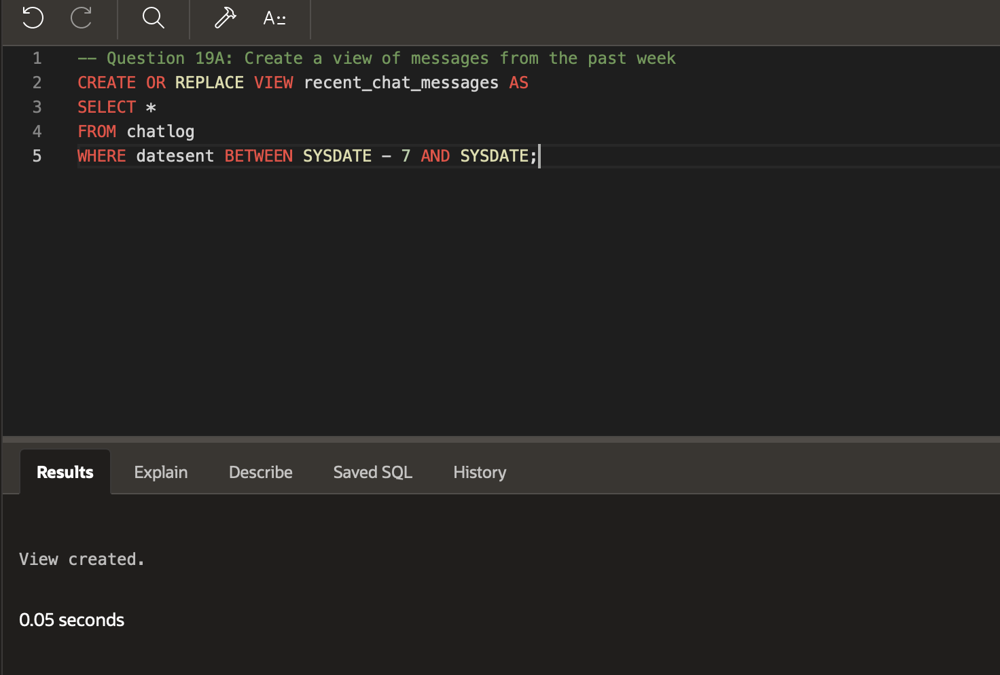 A
1 -- Question 19A: Create a view of messages from the past week
2 CREATE OR REPLACE VIEW recent_chat_messages AS
3 SELECT *
4 FROM chatlog
5 WHERE datesent BETWEEN SYSDATE - 7 AND SYSDATE;
Results Explain Describe Saved SQL History
View created.
0.05 seconds